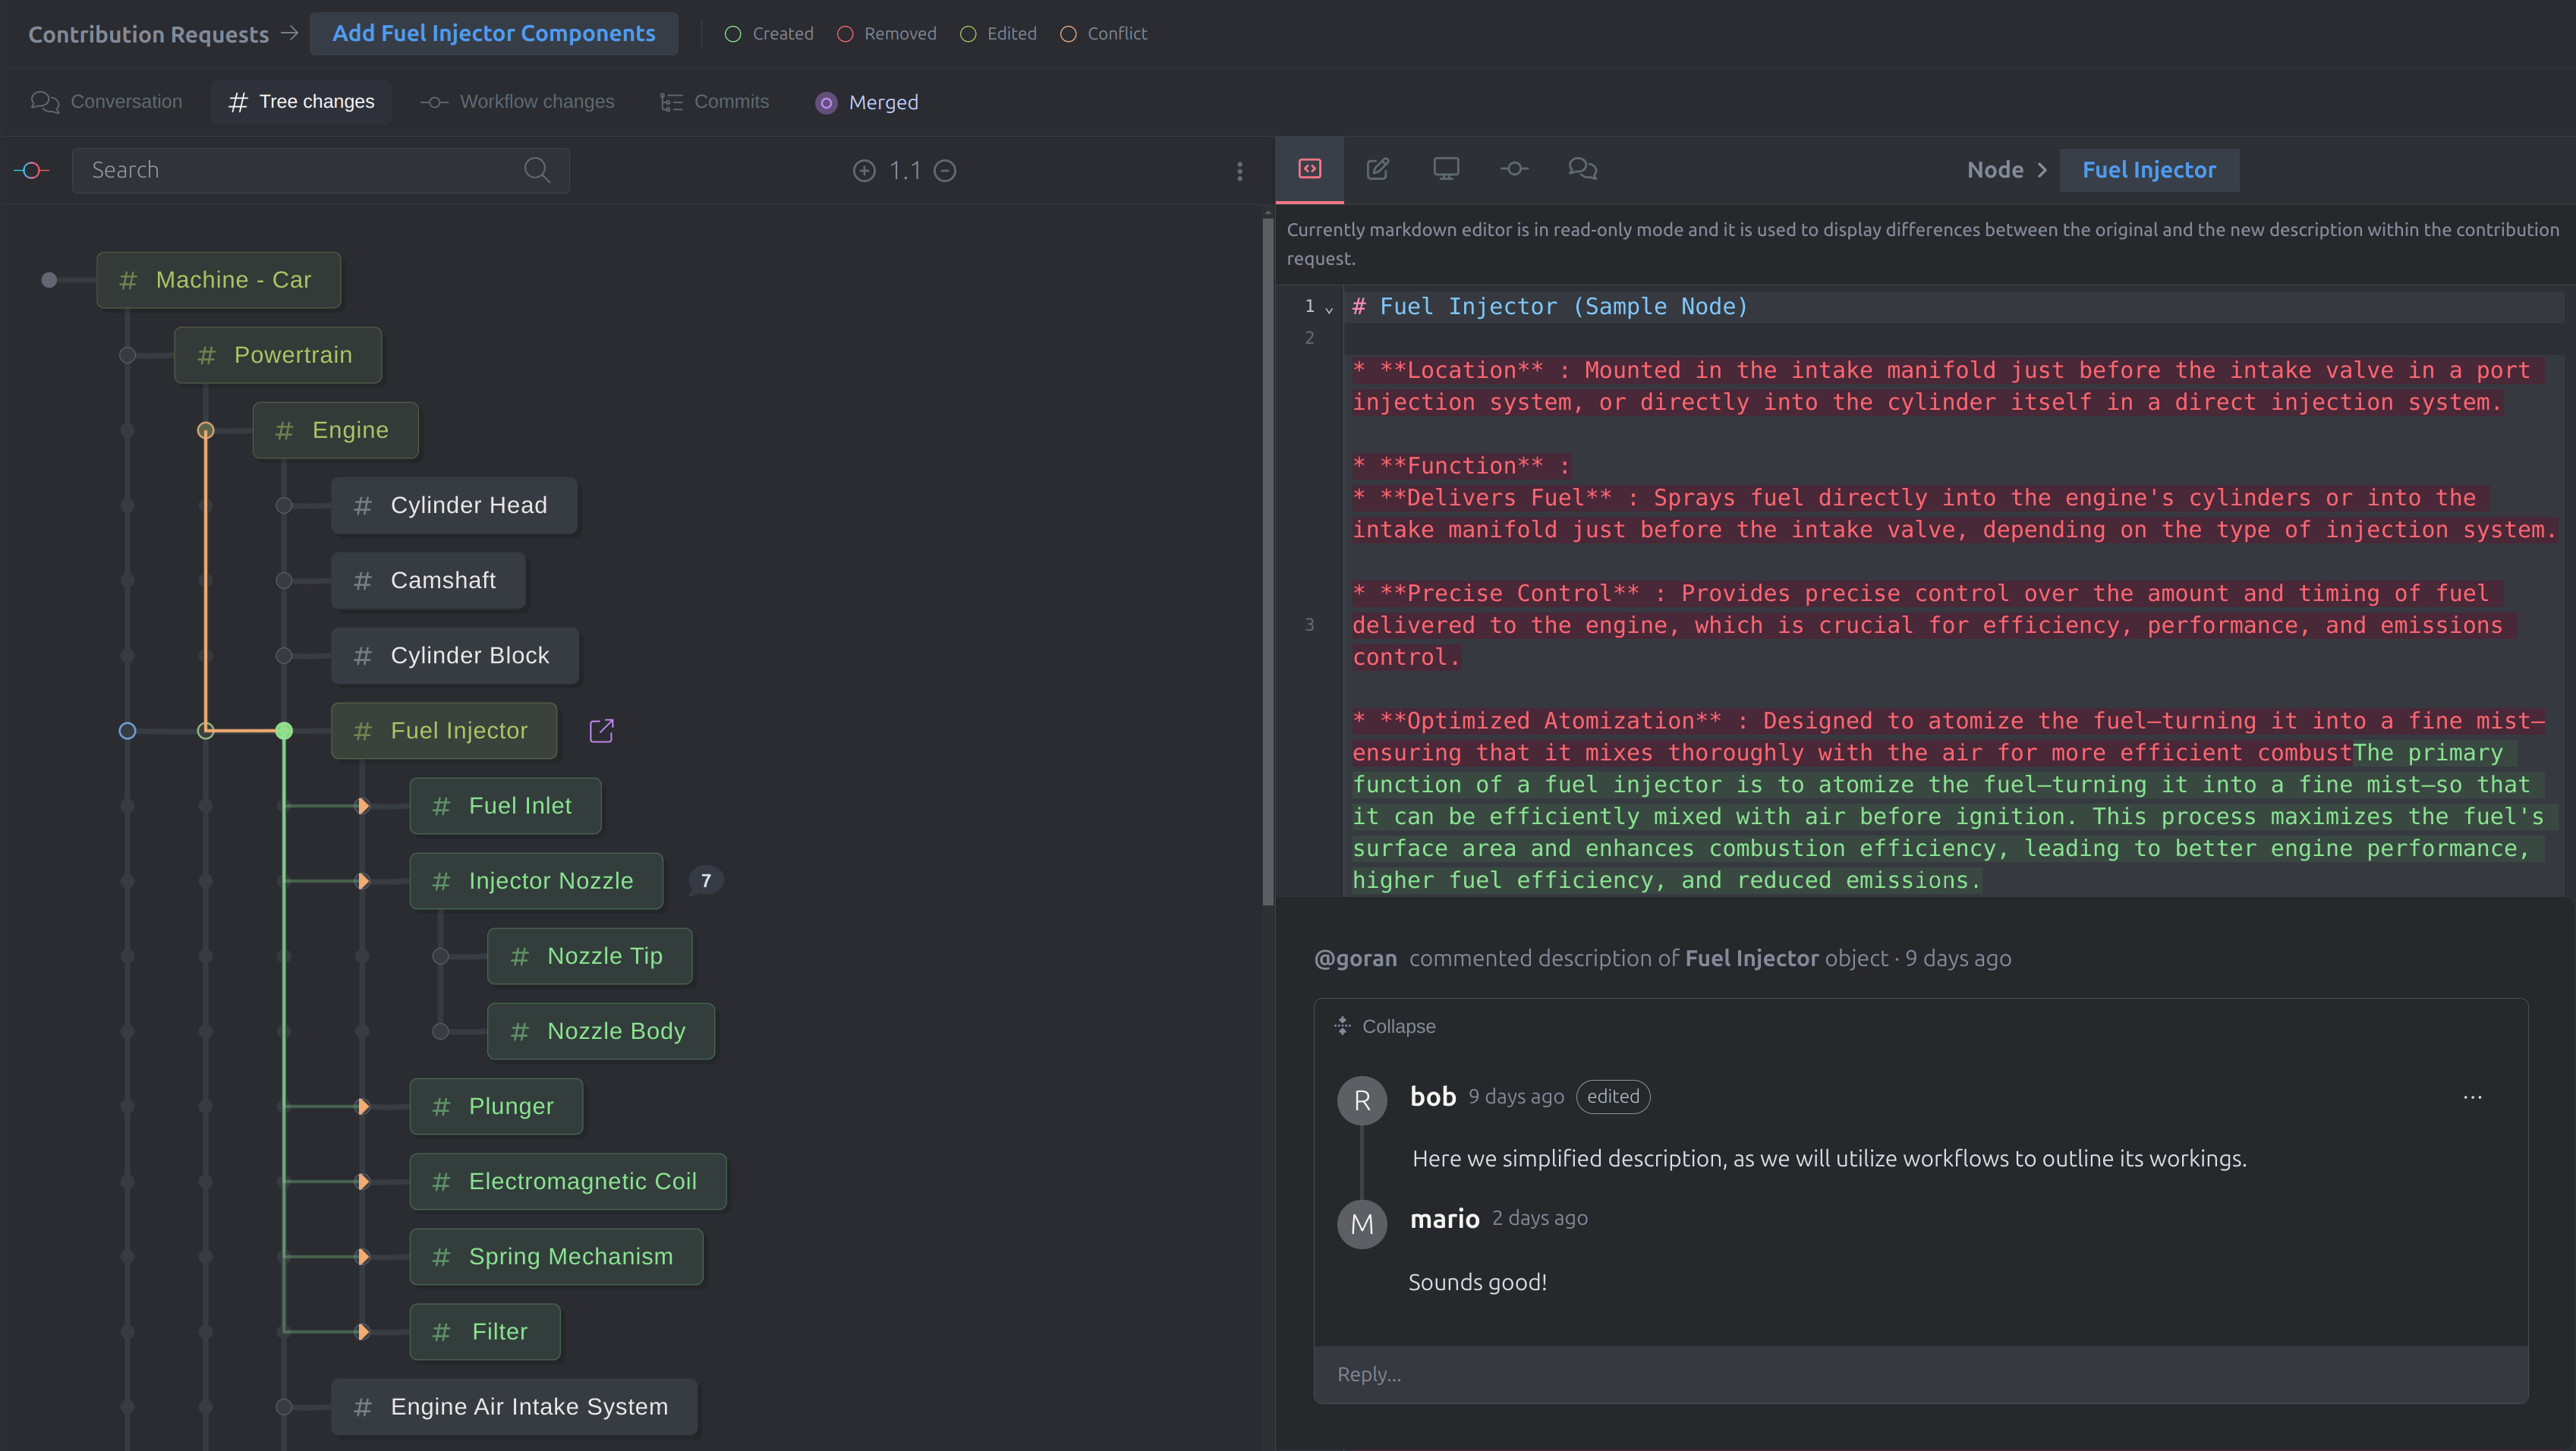 Contribution Requests → Add Fuel Injector Components
Created Removed Edited Conflict
Conversation # Tree changes Workflow changes Commits Merged
Search
1.1
# Machine - Car
# Powertrain
# Engine
# Cylinder Head
# Camshaft
# Cylinder Block
# Fuel Injector
# Fuel Inlet
# Injector Nozzle 7
# Nozzle Tip
# Nozzle Body
# Plunger
# Electromagnetic Coil
# Spring Mechanism
# Filter
# Engine Air Intake System
Node > Fuel Injector
Currently markdown editor is in read-only mode and it is used to display differences between the original and the new description within the contribution
request.
1 # Fuel Injector (Sample Node)
2
* **Location** : Mounted in the intake manifold just before the intake valve in a port
injection system, or directly into the cylinder itself in a direct injection system.
* **Function** :
* **Delivers Fuel** : Sprays fuel directly into the engine's cylinders or into the
intake manifold just before the intake valve, depending on the type of injection system.
* **Precise Control** : Provides precise control over the amount and timing of fuel
3 delivered to the engine, which is crucial for efficiency, performance, and emissions
control.
* **Optimized Atomization** : Designed to atomize the fuel—turning it into a fine mist—
ensuring that it mixes thoroughly with the air for more efficient combustThe primary
function of a fuel injector is to atomize the fuel—turning it into a fine mist—so that
it can be efficiently mixed with air before ignition. This process maximizes the fuel's
surface area and enhances combustion efficiency, leading to better engine performance,
higher fuel efficiency, and reduced emissions.
@goran commented description of Fuel Injector object · 9 days ago
Collapse
R bob 9 days ago edited ...
Here we simplified description, as we will utilize workflows to outline its workings.
M mario 2 days ago
Sounds good!
Reply...